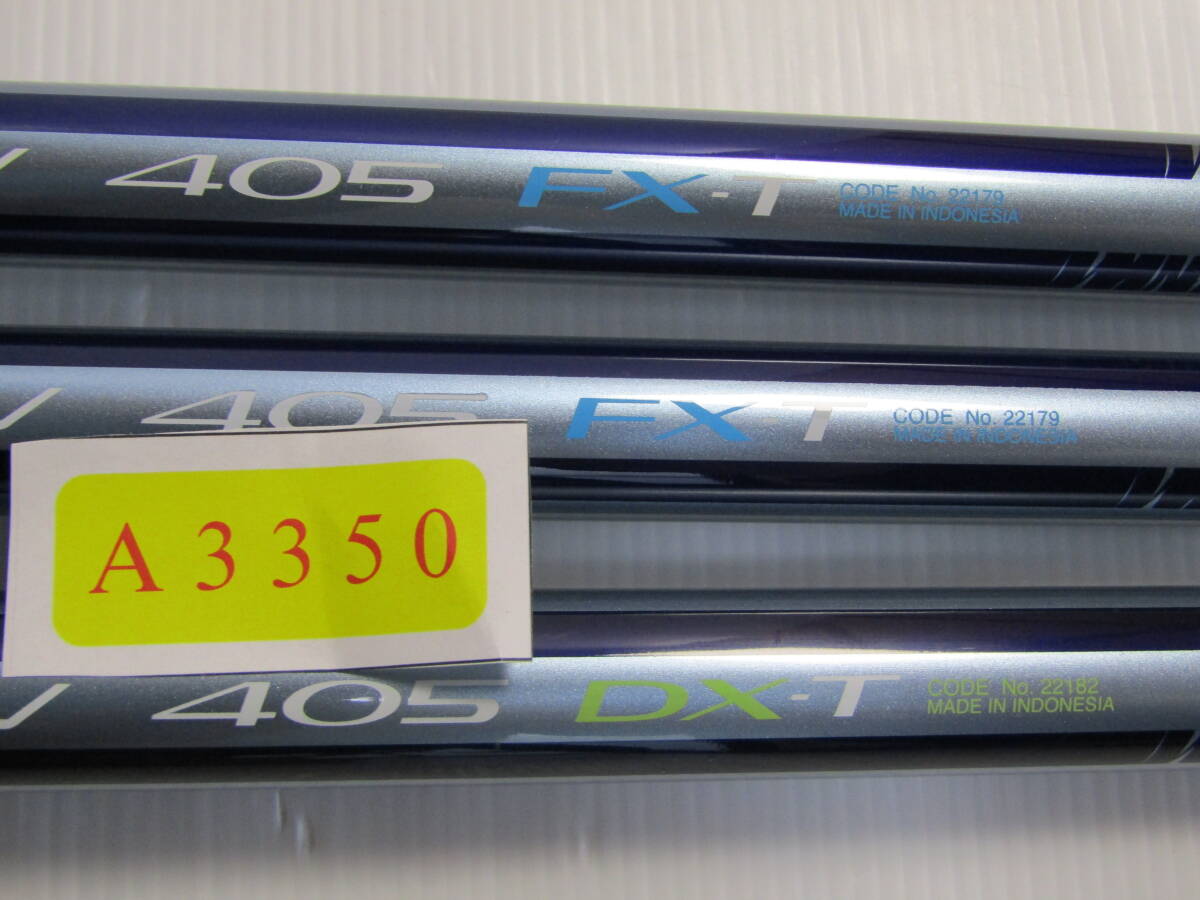 405 FX-T CODE No. 22179
MADE IN INDONESIA
405 FX-T CODE No. 22179
MADE IN INDONESIA
A3350
405 DX-T CODE No. 22182
MADE IN INDONESIA